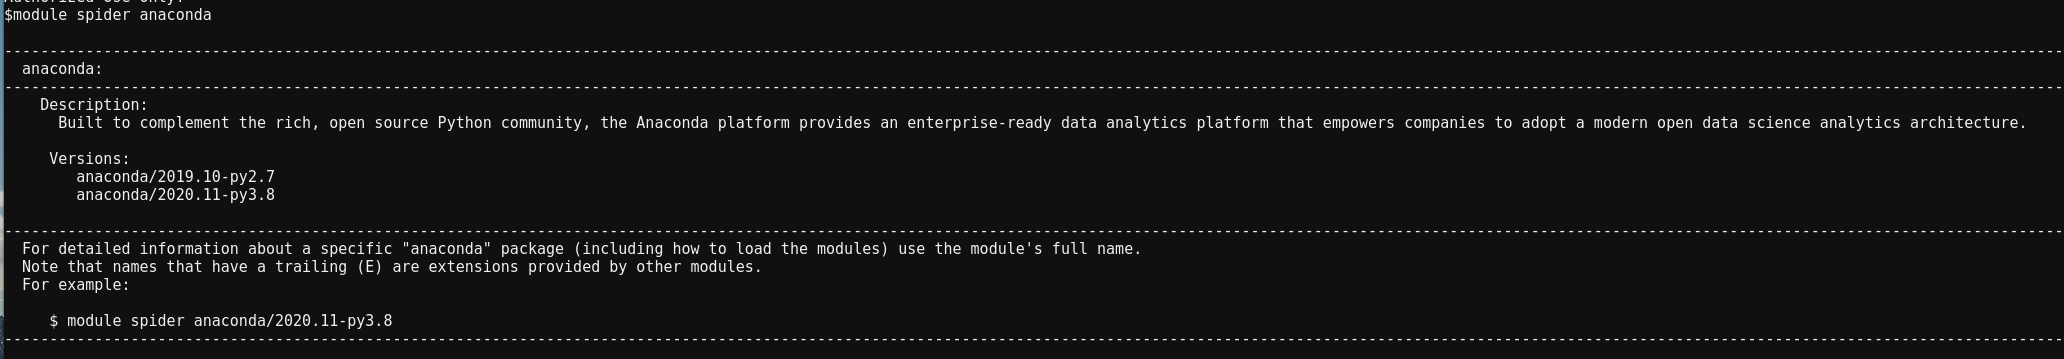 Authorized Use Only.
$module spider anaconda
--------------------------------------------------------------------------------------------------------------------------------------------------------------------------------------------------------------------------------------
anaconda:
--------------------------------------------------------------------------------------------------------------------------------------------------------------------------------------------------------------------------------------
Description:
Built to complement the rich, open source Python community, the Anaconda platform provides an enterprise-ready data analytics platform that empowers companies to adopt a modern open data science analytics architecture.
Versions:
anaconda/2019.10-py2.7
anaconda/2020.11-py3.8
--------------------------------------------------------------------------------------------------------------------------------------------------------------------------------------------------------------------------------------
For detailed information about a specific "anaconda" package (including how to load the modules) use the module's full name.
Note that names that have a trailing (E) are extensions provided by other modules.
For example:
$ module spider anaconda/2020.11-py3.8
--------------------------------------------------------------------------------------------------------------------------------------------------------------------------------------------------------------------------------------